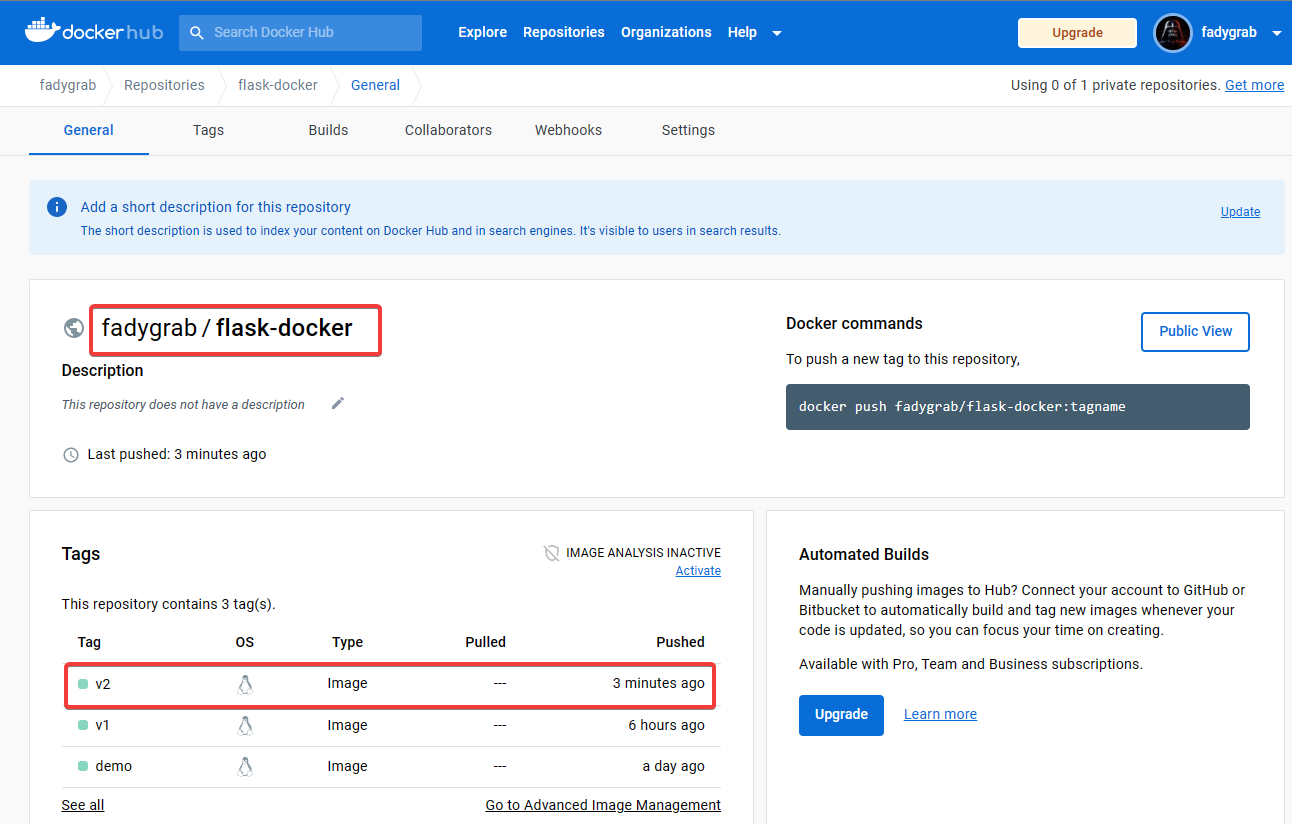 docker hub
Search Docker Hub
Explore Repositories Organizations Help
Upgrade
fadygrab
fadygrab Repositories flask-docker General
Using 0 of 1 private repositories. Get more
General Tags Builds Collaborators Webhooks Settings
Add a short description for this repository
The short description is used to index your content on Docker Hub and in search engines. It's visible to users in search results.
Update
fadygrab / flask-docker
Description
This repository does not have a description
Last pushed: 3 minutes ago
Docker commands
Public View
To push a new tag to this repository,
docker push fadygrab/flask-docker:tagname
Tags
IMAGE ANALYSIS INACTIVE
Activate
This repository contains 3 tag(s).
Tag OS Type Pulled Pushed
v2 Image --- 3 minutes ago
v1 Image --- 6 hours ago
demo Image --- a day ago
See all
Go to Advanced Image Management
Automated Builds
Manually pushing images to Hub? Connect your account to GitHub or
Bitbucket to automatically build and tag new images whenever your
code is updated, so you can focus your time on creating.
Available with Pro, Team and Business subscriptions.
Upgrade Learn more